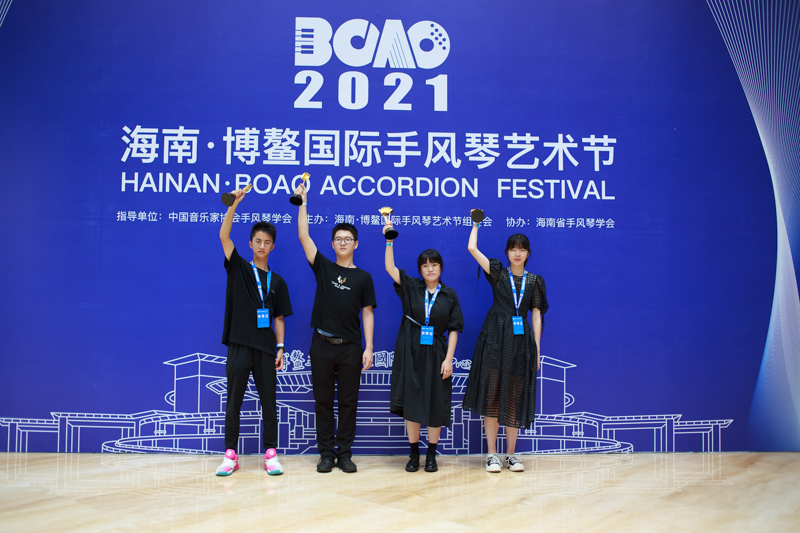 BOAO
2021
海南·博鳌国际手风琴艺术节
HAINAN·BOAO ACCORDION FESTIVAL
指导单位：中国音乐家协会手风琴学会 主办：海南·博鳌国际手风琴艺术节组委会 协办：海南省手风琴学会